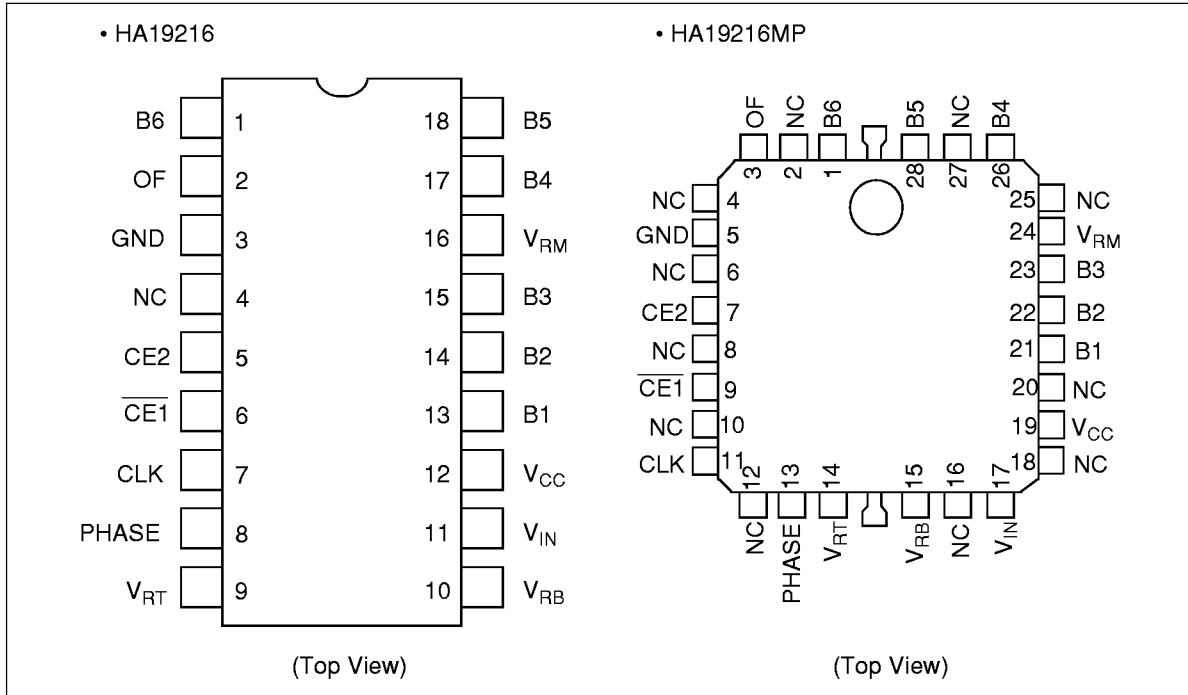 • HA19216
B6 1 18 B5
OF 2 17 B4
GND 3 16 VRM
NC 4 15 B3
CE2 5 14 B2
C̅E̅1̅ 6 13 B1
CLK 7 12 VCC
PHASE 8 11 VIN
VRT 9 10 VRB
(Top View)
• HA19216MP
OF NC B6 B5 NC B4
3 2 1 28 27 26
NC 4 25 NC
GND 5 24 VRM
NC 6 23 B3
CE2 7 22 B2
NC 8 21 B1
C̅E̅1̅ 9 20 NC
NC 10 19 VCC
CLK 11 18 NC
12 13 14 15 16 17
NC PHASE VRT VRB NC VIN
(Top View)